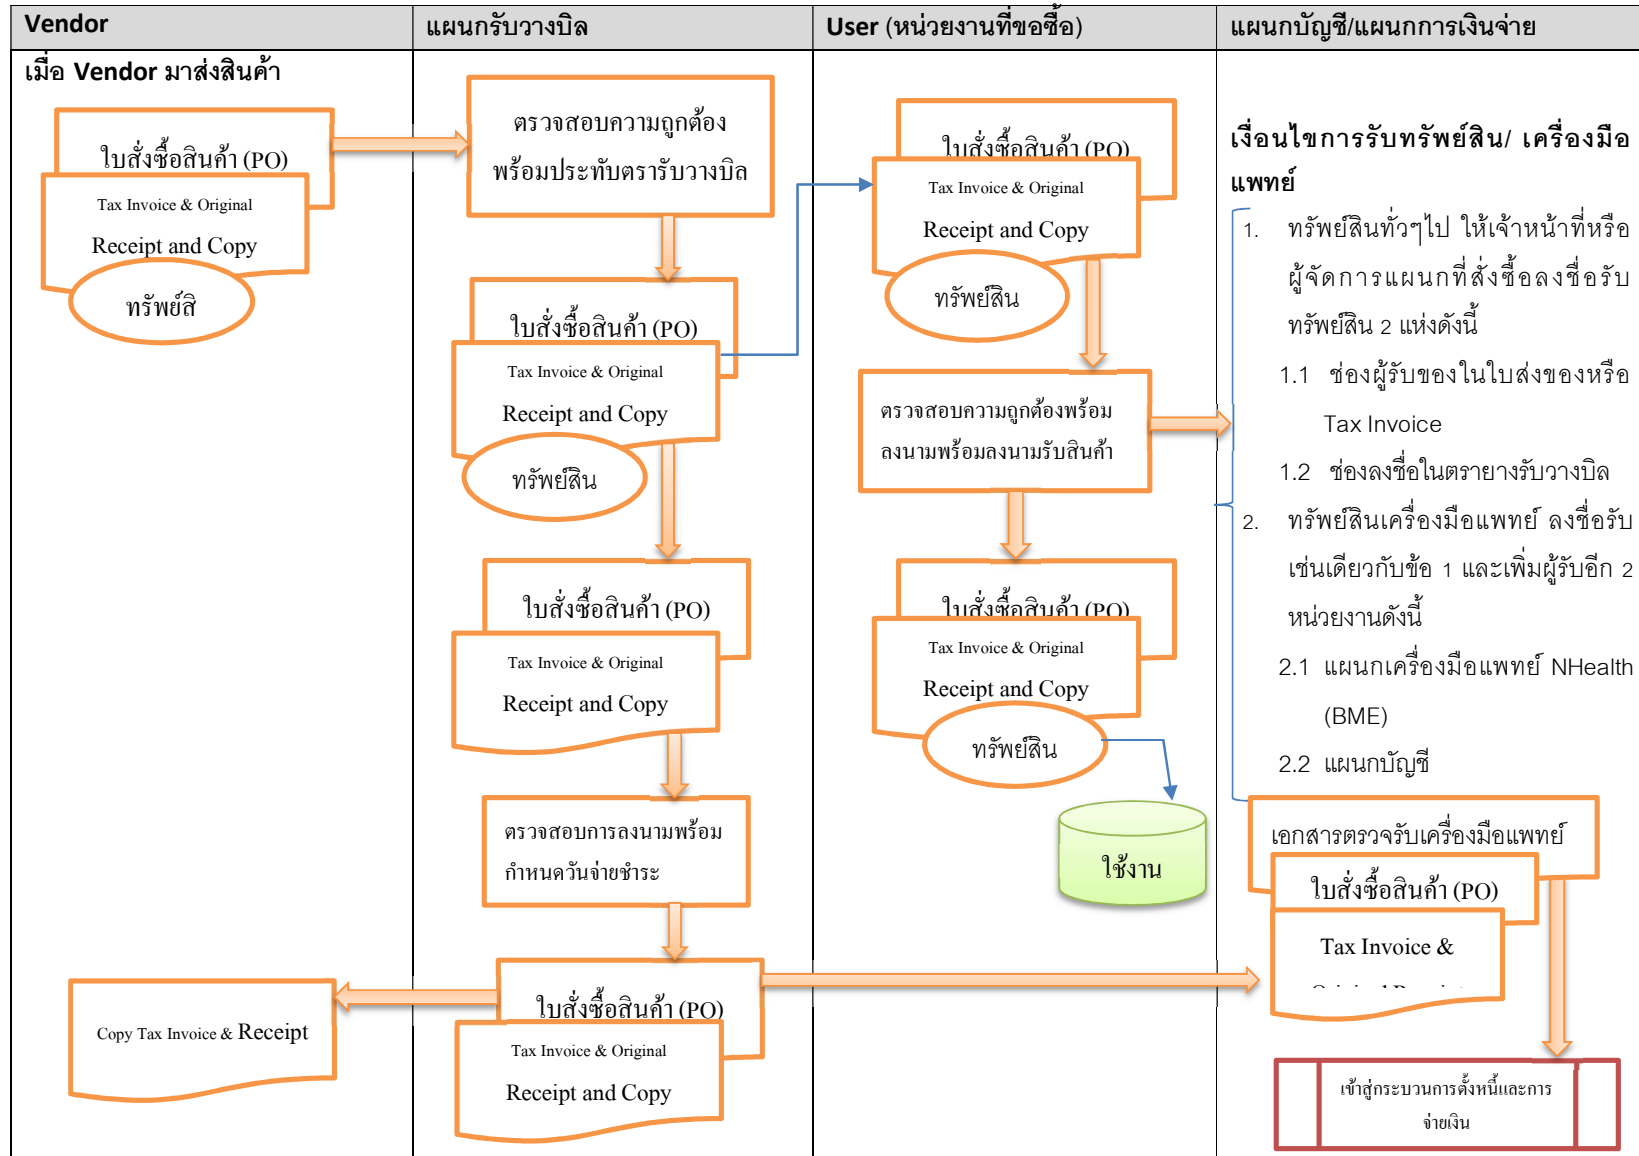 Vendor
แผนกรับวางบิล
User (หน่วยงานที่ขอซื้อ)
แผนกบัญชี/แผนกการเงินจ่าย
เมื่อ Vendor มาส่งสินค้า
ใบสั่งซื้อสินค้า (PO)
Tax Invoice & Original
Receipt and Copy
ทรัพย์สิ
ตรวจสอบความถูกต้อง
พร้อมประทับตรารับวางบิล
ใบสั่งซื้อสินค้า (PO)
Tax Invoice & Original
Receipt and Copy
ทรัพย์สิน
ใบสั่งซื้อสินค้า (PO)
Tax Invoice & Original
Receipt and Copy
ตรวจสอบการลงนามพร้อม
กำหนดวันจ่ายชำระ
ใบสั่งซื้อสินค้า (PO)
Tax Invoice & Original
Receipt and Copy
Copy Tax Invoice & Receipt
ใบสั่งซื้อสินค้า (PO)
Tax Invoice & Original
Receipt and Copy
ทรัพย์สิน
ตรวจสอบความถูกต้องพร้อม
ลงนามพร้อมลงนามรับสินค้า
ใบสั่งซื้อสินค้า (PO)
Tax Invoice & Original
Receipt and Copy
ทรัพย์สิน
ใช้งาน
เงื่อนไขการรับทรัพย์สิน/ เครื่องมือ
แพทย์
1. ทรัพย์สินทั่วๆไป ให้เจ้าหน้าที่หรือ
ผู้จัดการแผนกที่สั่งซื้อลงชื่อรับ
ทรัพย์สิน 2 แห่งดังนี้
1.1 ช่องผู้รับของในใบส่งของหรือ
Tax Invoice
1.2 ช่องลงชื่อในตรายางรับวางบิล
2. ทรัพย์สินเครื่องมือแพทย์ ลงชื่อรับ
เช่นเดียวกับข้อ 1 และเพิ่มผู้รับอีก 2
หน่วยงานดังนี้
2.1 แผนกเครื่องมือแพทย์ NHealth
(BME)
2.2 แผนกบัญชี
เอกสารตรวจรับเครื่องมือแพทย์
ใบสั่งซื้อสินค้า (PO)
Tax Invoice &
Original Receipt
เข้าสู่กระบวนการตั้งหนี้และการ
จ่ายเงิน